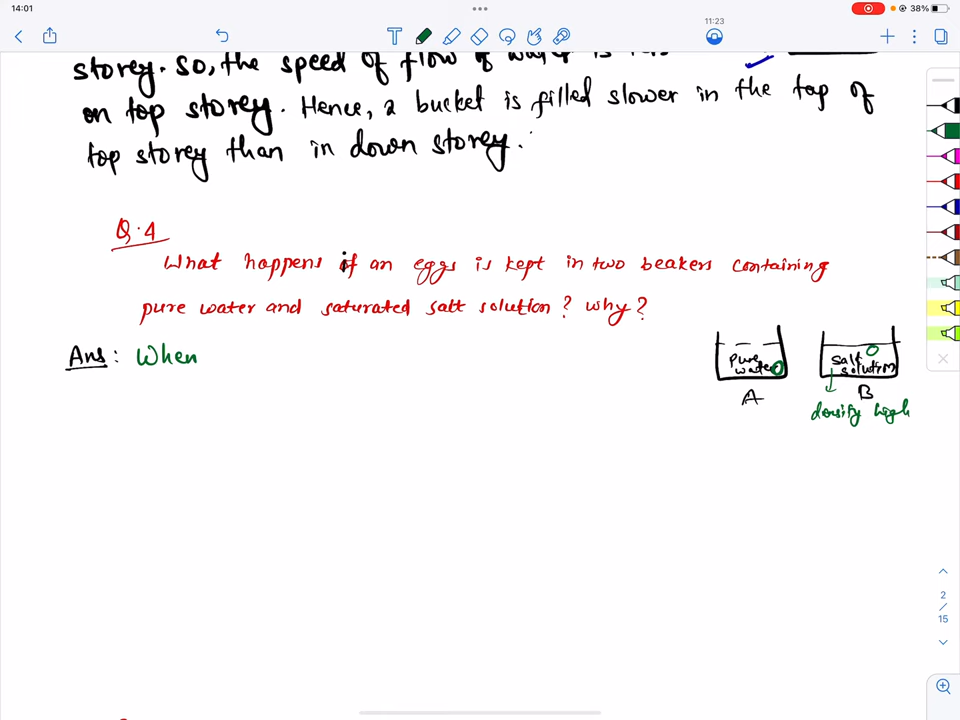 14:01
38%
11:23
storey. So, the speed of flow of water is
on top storey. Hence, a bucket is filled slower in the top of
top storey than in down storey.
Q.4
What happens if an eggs is kept in two beakers containing
pure water and saturated salt solution? why?
Ans: When
pure
water
A
salt
solution
B
density high
2
/
15